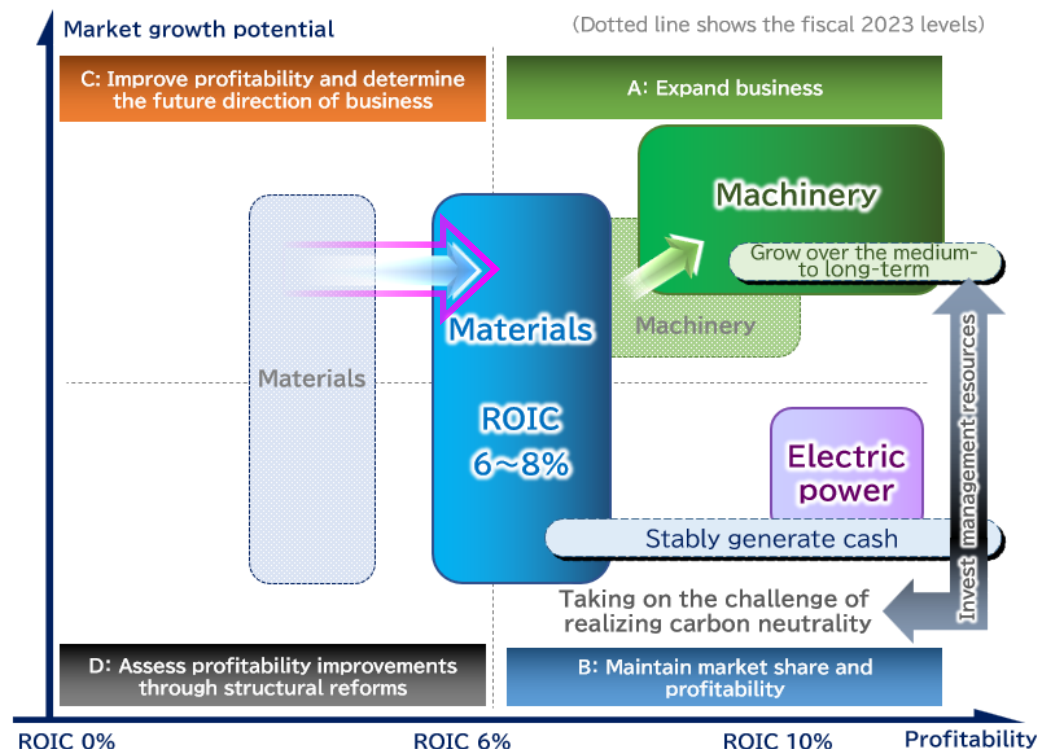 Market growth potential
(Dotted line shows the fiscal 2023 levels)
C: Improve profitability and determine
the future direction of business
A: Expand business
Machinery
Grow over the medium-
to long-term
Machinery
Materials
Materials
ROIC
6~8%
Electric
power
Stably generate cash
Invest management resources
Taking on the challenge of
realizing carbon neutrality
D: Assess profitability improvements
through structural reforms
B: Maintain market share and
profitability
ROIC 0%
ROIC 6%
ROIC 10%
Profitability